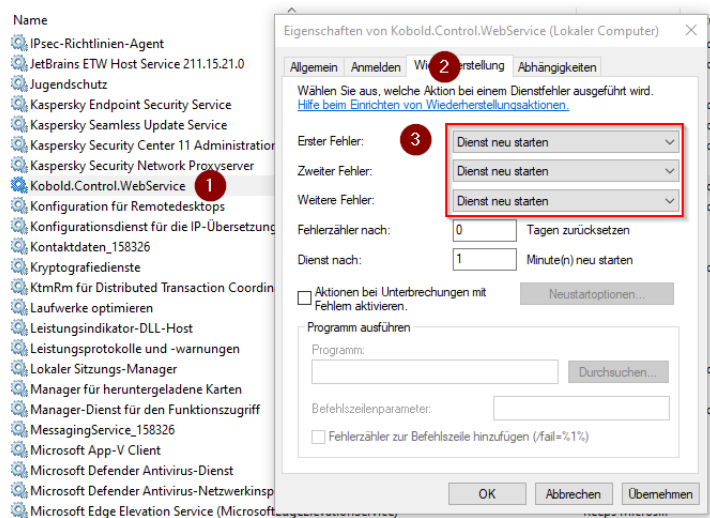 Name
IPsec-Richtlinien-Agent
JetBrains ETW Host Service 211.15.21.0
Jugendschutz
Kaspersky Endpoint Security Service
Kaspersky Seamless Update Service
Kaspersky Security Center 11 Administration
Kaspersky Security Network Proxyserver
Kobold.Control.WebService 1
Konfiguration für Remotedesktops
Konfigurationsdienst für die IP-Übersetzung
Kontaktdaten_158326
Kryptografiedienste
KtmRm für Distributed Transaction Coordin
Laufwerke optimieren
Leistungsindikator-DLL-Host
Leistungsprotokolle und -warnungen
Lokaler Sitzungs-Manager
Manager für heruntergeladene Karten
Manager-Dienst für den Funktionszugriff
MessagingService_158326
Microsoft App-V Client
Microsoft Defender Antivirus-Dienst
Microsoft Defender Antivirus-Netzwerkinsp
Microsoft Edge Elevation Service (MicrosoftEdgeElevationService)
Eigenschaften von Kobold.Control.WebService (Lokaler Computer)
Allgemein Anmelden 2 Abhängigkeiten
Wählen Sie aus, welche Aktion bei einem Dienstfehler ausgeführt wird.
Hilfe beim Einrichten von Wiederherstellungsaktionen.
Erster Fehler: 3 Dienst neu starten
Zweiter Fehler: Dienst neu starten
Weitere Fehler: Dienst neu starten
Fehlerzähler nach: 0 Tagen zurücksetzen
Dienst nach: 1 Minute(n) neu starten
Aktionen bei Unterbrechungen mit
Fehlern aktivieren.
Neustartoptionen...
Programm ausführen
Programm:
Durchsuchen...
Befehlszeilenparameter:
Fehlerzähler zur Befehlszeile hinzufügen (/fail=%1%)
OK Abbrechen Übernehmen